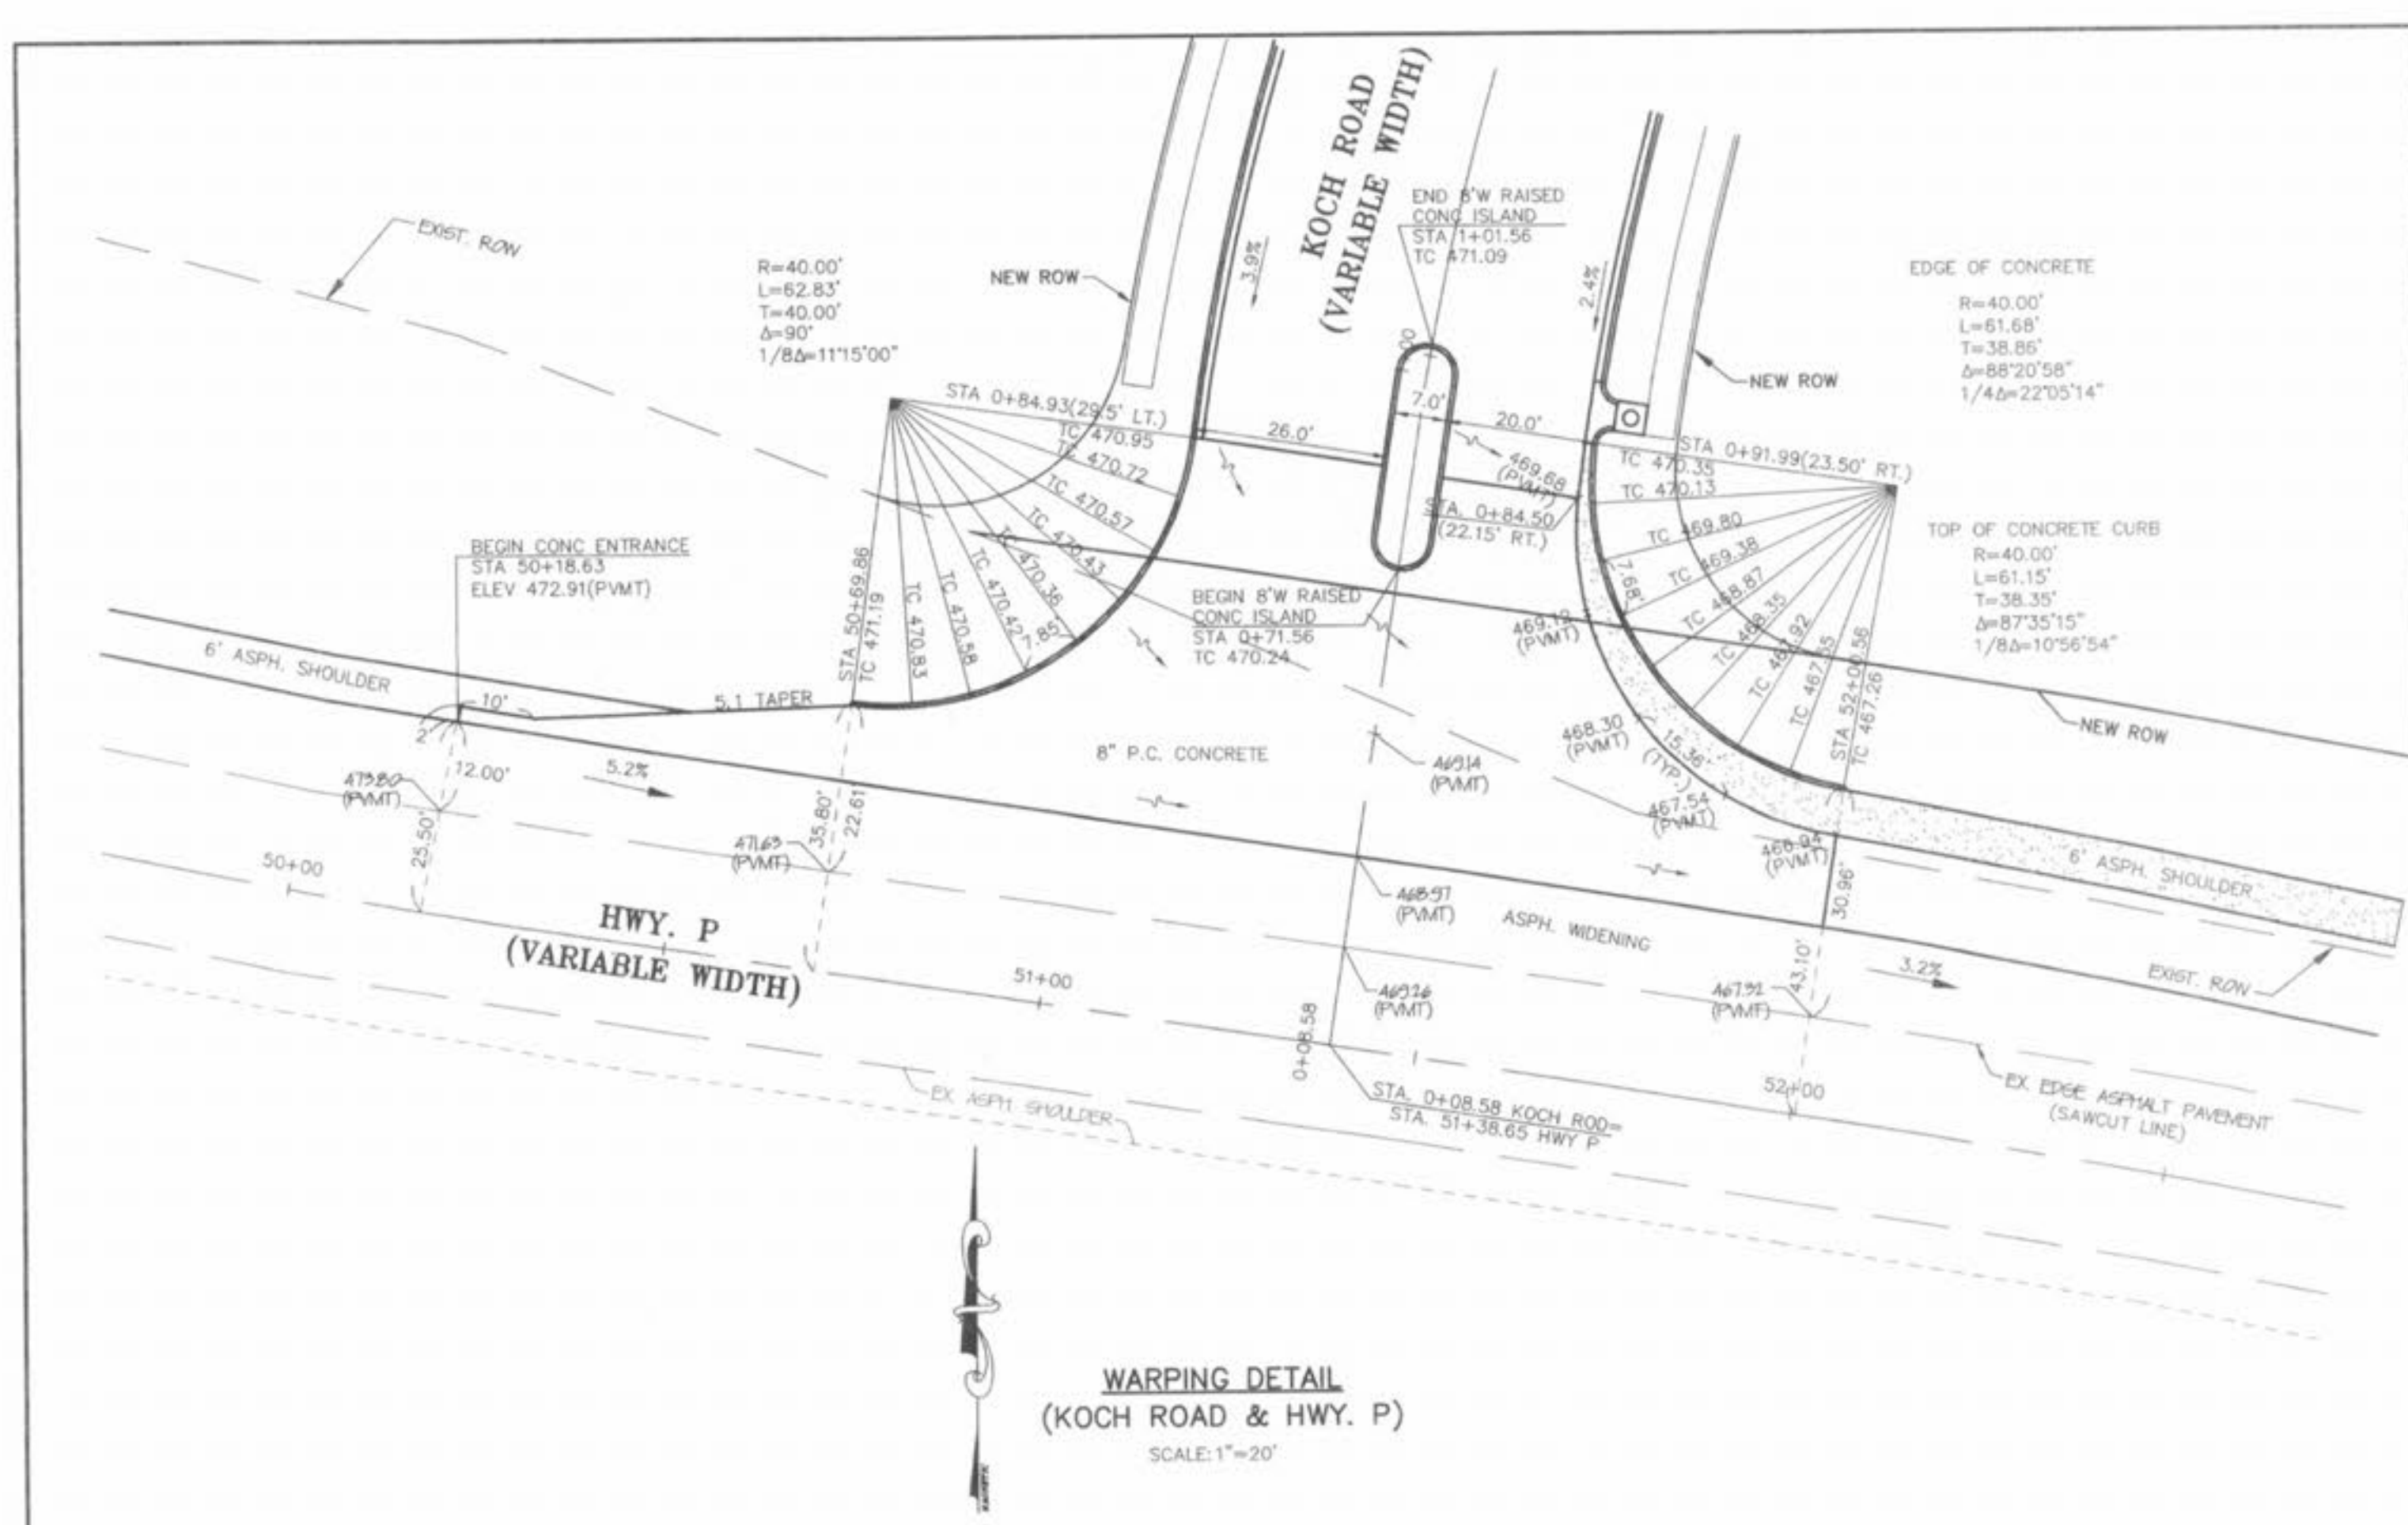 EXIST. ROW
R=40.00'
L=62.83'
T=40.00'
Δ=90°
1/8Δ=11°15'00"
NEW ROW
3.9%
KOCH ROAD
(VARIABLE WIDTH)
END 8'W RAISED
CONC ISLAND
STA 1+01.56
TC 471.09
2.4%
EDGE OF CONCRETE
R=40.00'
L=61.68'
T=38.86'
Δ=88°20'58"
1/4Δ=22°05'14"
NEW ROW
STA 0+84.93(29.5' LT.)
TC 470.95
TC 470.72
TC 470.57
TC 470.43
TC 470.36
TC 470.42
TC 470.58
TC 470.83
STA 50+69.86
TC 471.19
7.85'
26.0'
7.0'
20.0'
469.68
(PVMT)
STA. 0+84.50
(22.15' RT.)
STA 0+91.99(23.50' RT.)
TC 470.35
TC 470.13
TC 469.80
TC 469.38
TC 468.87
TC 468.35
STA 52+00.56
TC 467.26
7.68'
TOP OF CONCRETE CURB
R=40.00'
L=61.15'
T=38.35'
Δ=87°35'15"
1/8Δ=10°56'54"
BEGIN CONC ENTRANCE
STA 50+18.63
ELEV 472.91(PVMT)
BEGIN 8'W RAISED
CONC ISLAND
STA 0+71.56
TC 470.24
(PVMT)
6' ASPH. SHOULDER
10'
5.1 TAPER
2'
12.00'
5.2%
473.80
(PVMT)
25.50'
8" P.C. CONCRETE
469.14
(PVMT)
468.30
(PVMT)
15.36'
(TYP.)
467.54
(PVMT)
466.94
(PVMT)
NEW ROW
471.63
(PVMT)
35.80'
22.61'
468.97
(PVMT)
ASPH. WIDENING
30.96'
6' ASPH. SHOULDER
50+00
HWY. P
(VARIABLE WIDTH)
51+00
469.26
(PVMT)
467.92
(PVMT)
43.10'
3.2%
EXIST. ROW
0+08.58
STA. 0+08.58 KOCH ROD=
STA. 51+38.65 HWY P
52+00
EX. EDGE ASPHALT PAVEMENT
(SAWCUT LINE)
EX ASPH SHOULDER
WARPING DETAIL
(KOCH ROAD & HWY. P)
SCALE: 1"=20'